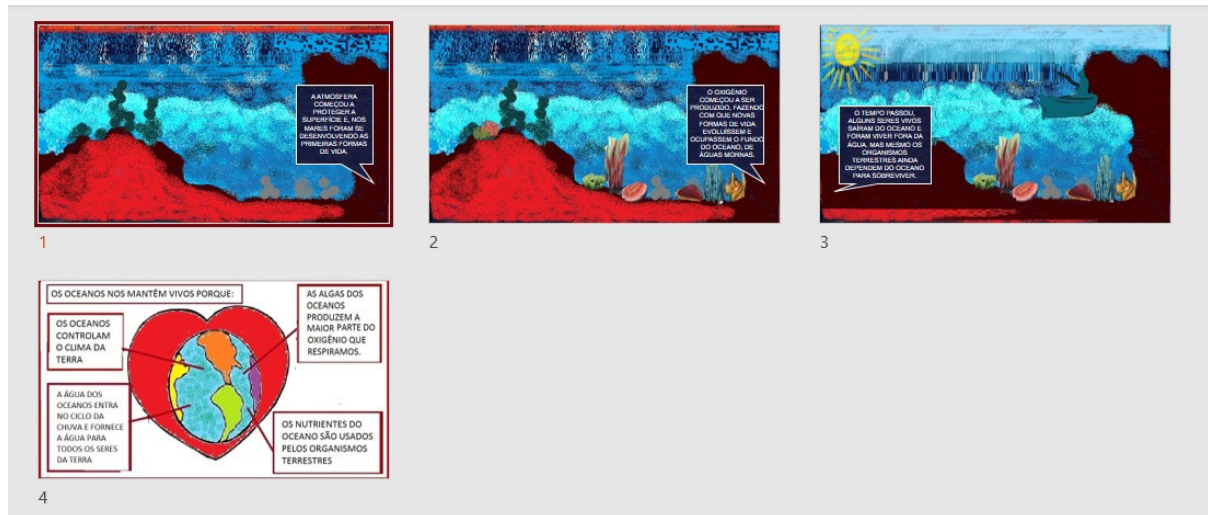 A ATMOSFERA
COMEÇOU A
PROTEGER A
SUPERFÍCIE E, NOS
MARES FORAM SE
DESENVOLVENDO AS
PRIMEIRAS FORMAS
DE VIDA.
1
O OXIGÊNIO
COMEÇOU A SER
PRODUZIDO, FAZENDO
COM QUE NOVAS
FORMAS DE VIDA
EVOLUÍSSEM E
OCUPASSEM O FUNDO
DO OCEANO, DE
ÁGUAS MORNAS.
2
O TEMPO PASSOU,
ALGUNS SERES VIVOS
SAÍRAM DO OCEANO E
FORAM VIVER FORA DA
ÁGUA. MAS MESMO OS
ORGANISMOS
TERRESTRES AINDA
DEPENDEM DO OCEANO
PARA SOBREVIVER.
3
OS OCEANOS NOS MANTÊM VIVOS PORQUE:
OS OCEANOS
CONTROLAM
O CLIMA DA
TERRA
AS ALGAS DOS
OCEANOS
PRODUZEM A
MAIOR PARTE DO
OXIGÊNIO QUE
RESPIRAMOS.
A ÁGUA DOS
OCEANOS ENTRA
NO CICLO DA
CHUVA E FORNECE
A ÁGUA PARA
TODOS OS SERES
DA TERRA
OS NUTRIENTES DO
OCEANO SÃO USADOS
PELOS ORGANISMOS
TERRESTRES
4